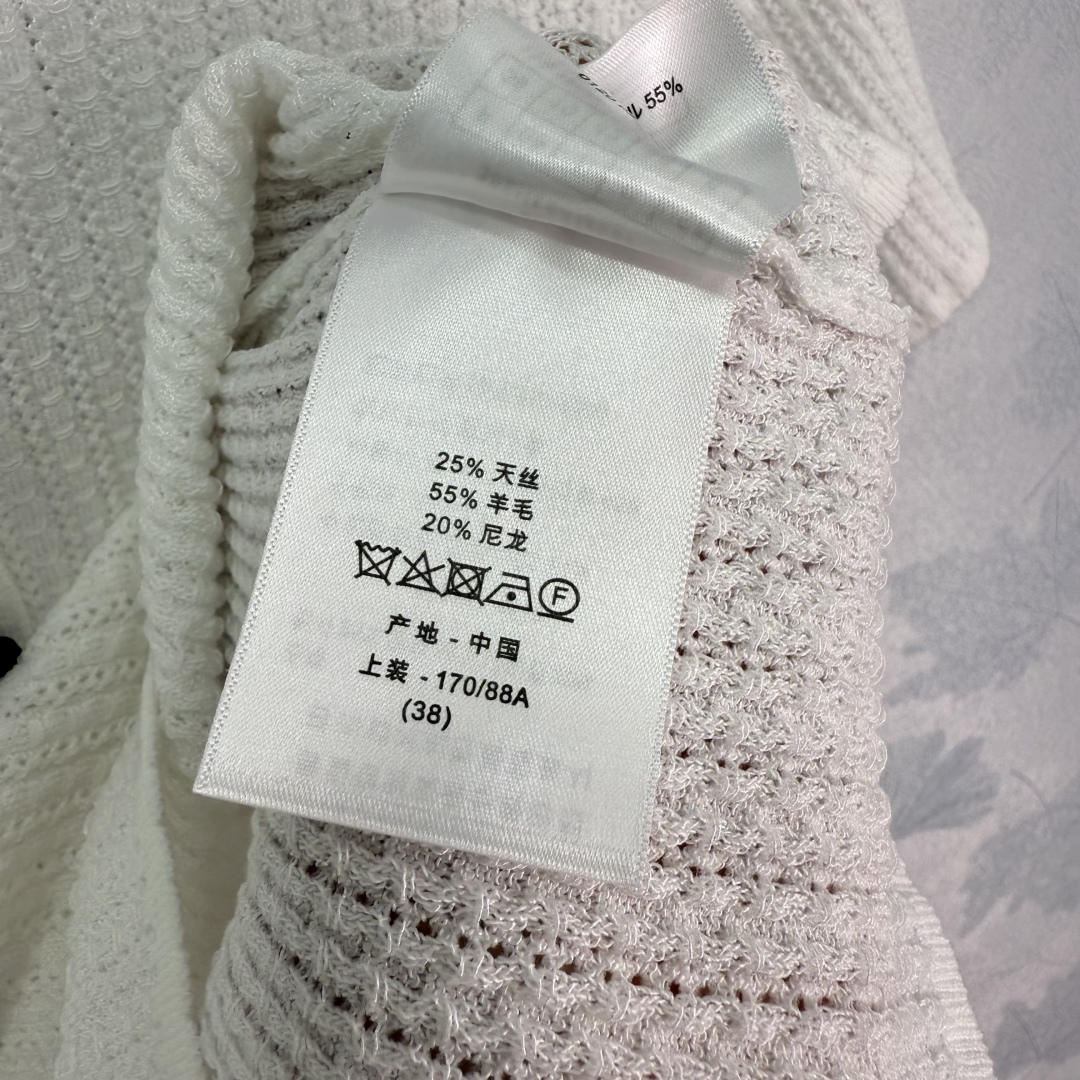 55%
25% 天丝
55% 羊毛
20% 尼龙
F
产地 - 中国
上装 - 170/88A
(38)